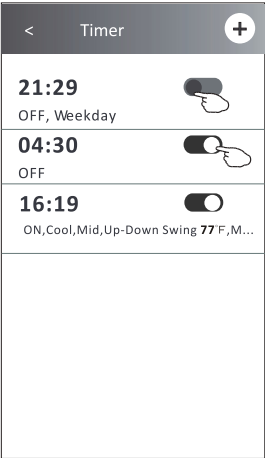 < Timer +
21:29
OFF, Weekday
04:30
OFF
16:19
ON,Cool,Mid,Up-Down Swing 77°F,M...